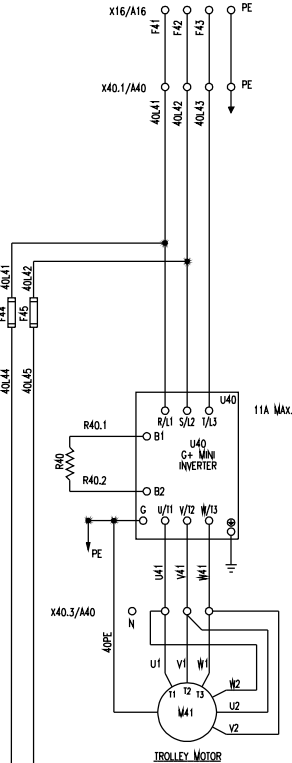 X16/A16
F41
F42
F43
PE
X40.1/A40
PE
40L41
40L42
40L43
40L41
40L42
F44
F45
40L44
40L45
U40
R/L1 S/L2 T/L3
11A MAX.
R40.1
B1
U40
G+ MINI
INVERTER
R40
R40.2
B2
G U/T1 V/T2 W/T3
PE
U41
V41
W41
X40.3/A40
N
40PE
U1
V1
W1
W2
T1 T2 T3
U2
M41
V2
TROLLEY MOTOR